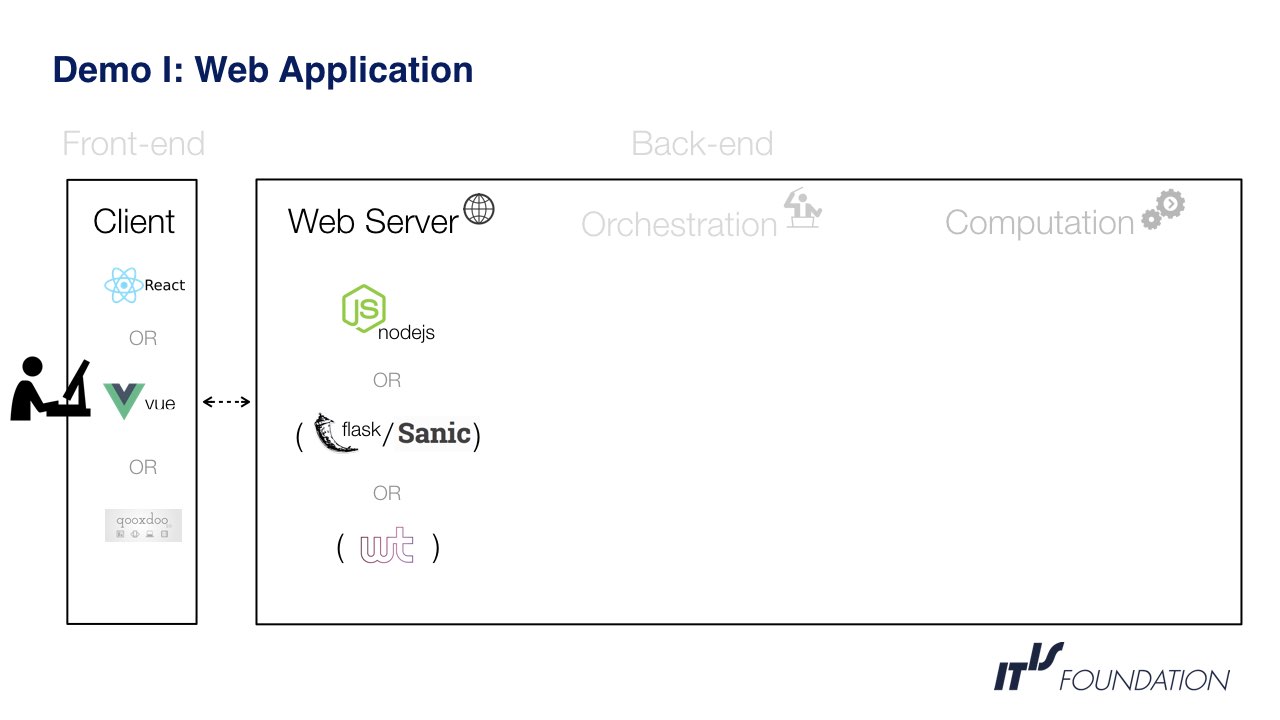 Demo I: Web Application
Front-end
Back-end
Client
Web Server
Orchestration
Computation
React
OR
vue
OR
qooxdoo
JS
nodejs
OR
( flask / Sanic )
OR
( wt )
IT'IS FOUNDATION